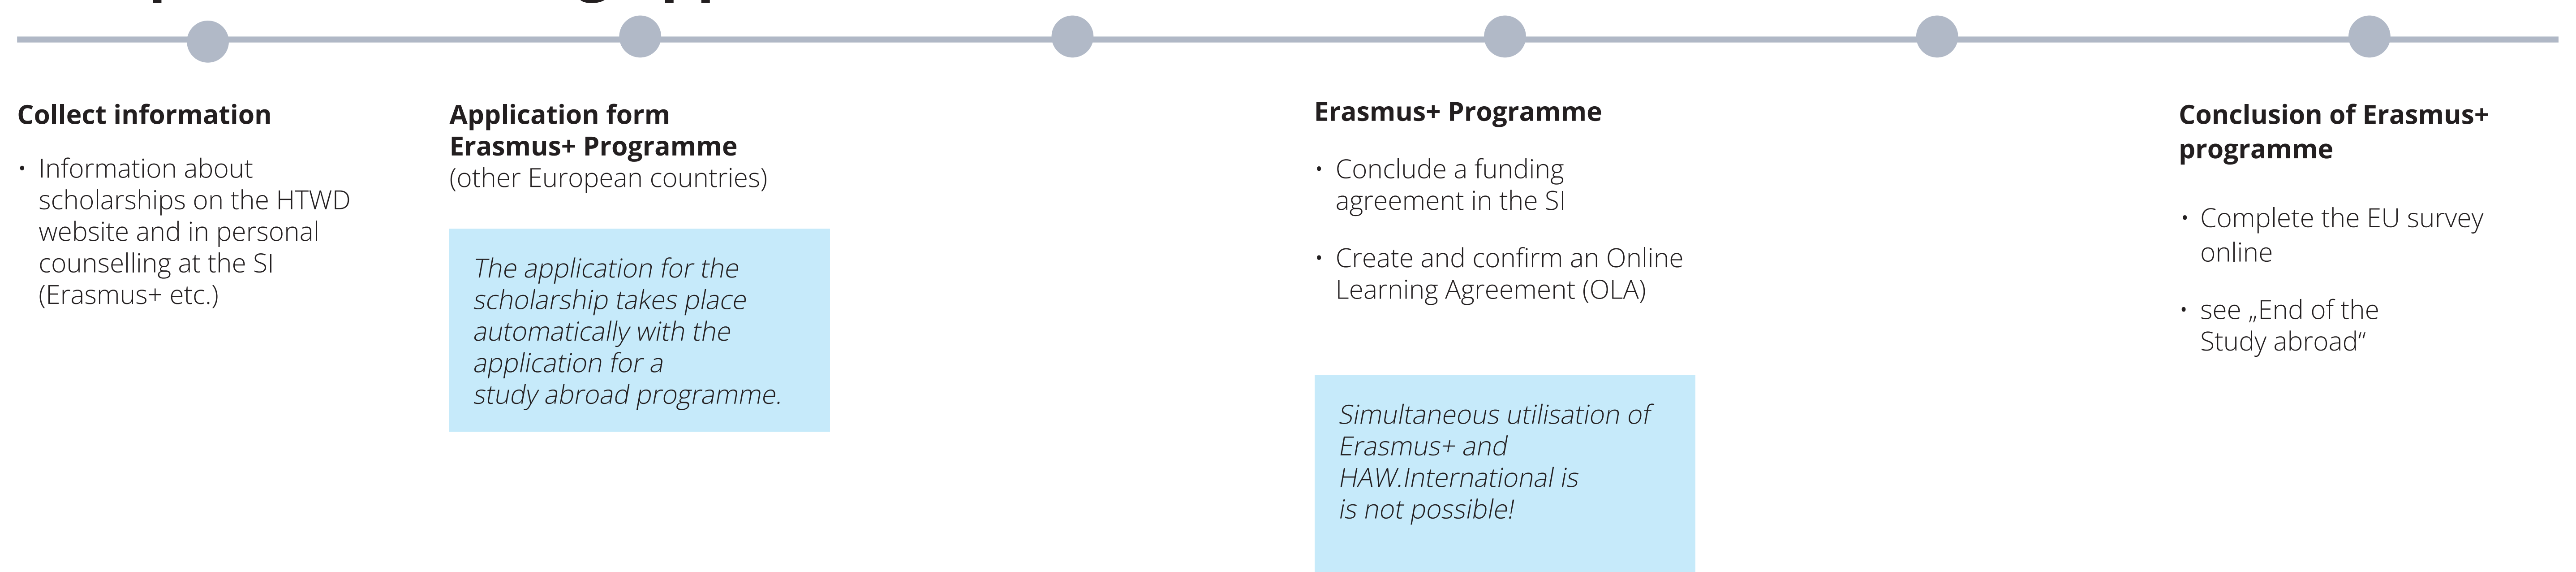 Collect information
• Information about
scholarships on the HTWD
website and in personal
counselling at the SI
(Erasmus+ etc.)
Application form
Erasmus+ Programme
(other European countries)
The application for the
scholarship takes place
automatically with the
application for a
study abroad programme.
Erasmus+ Programme
• Conclude a funding
agreement in the SI
• Create and confirm an Online
Learning Agreement (OLA)
Simultaneous utilisation of
Erasmus+ and
HAW.International is
is not possible!
Conclusion of Erasmus+
programme
• Complete the EU survey
online
• see „End of the
Study abroad“